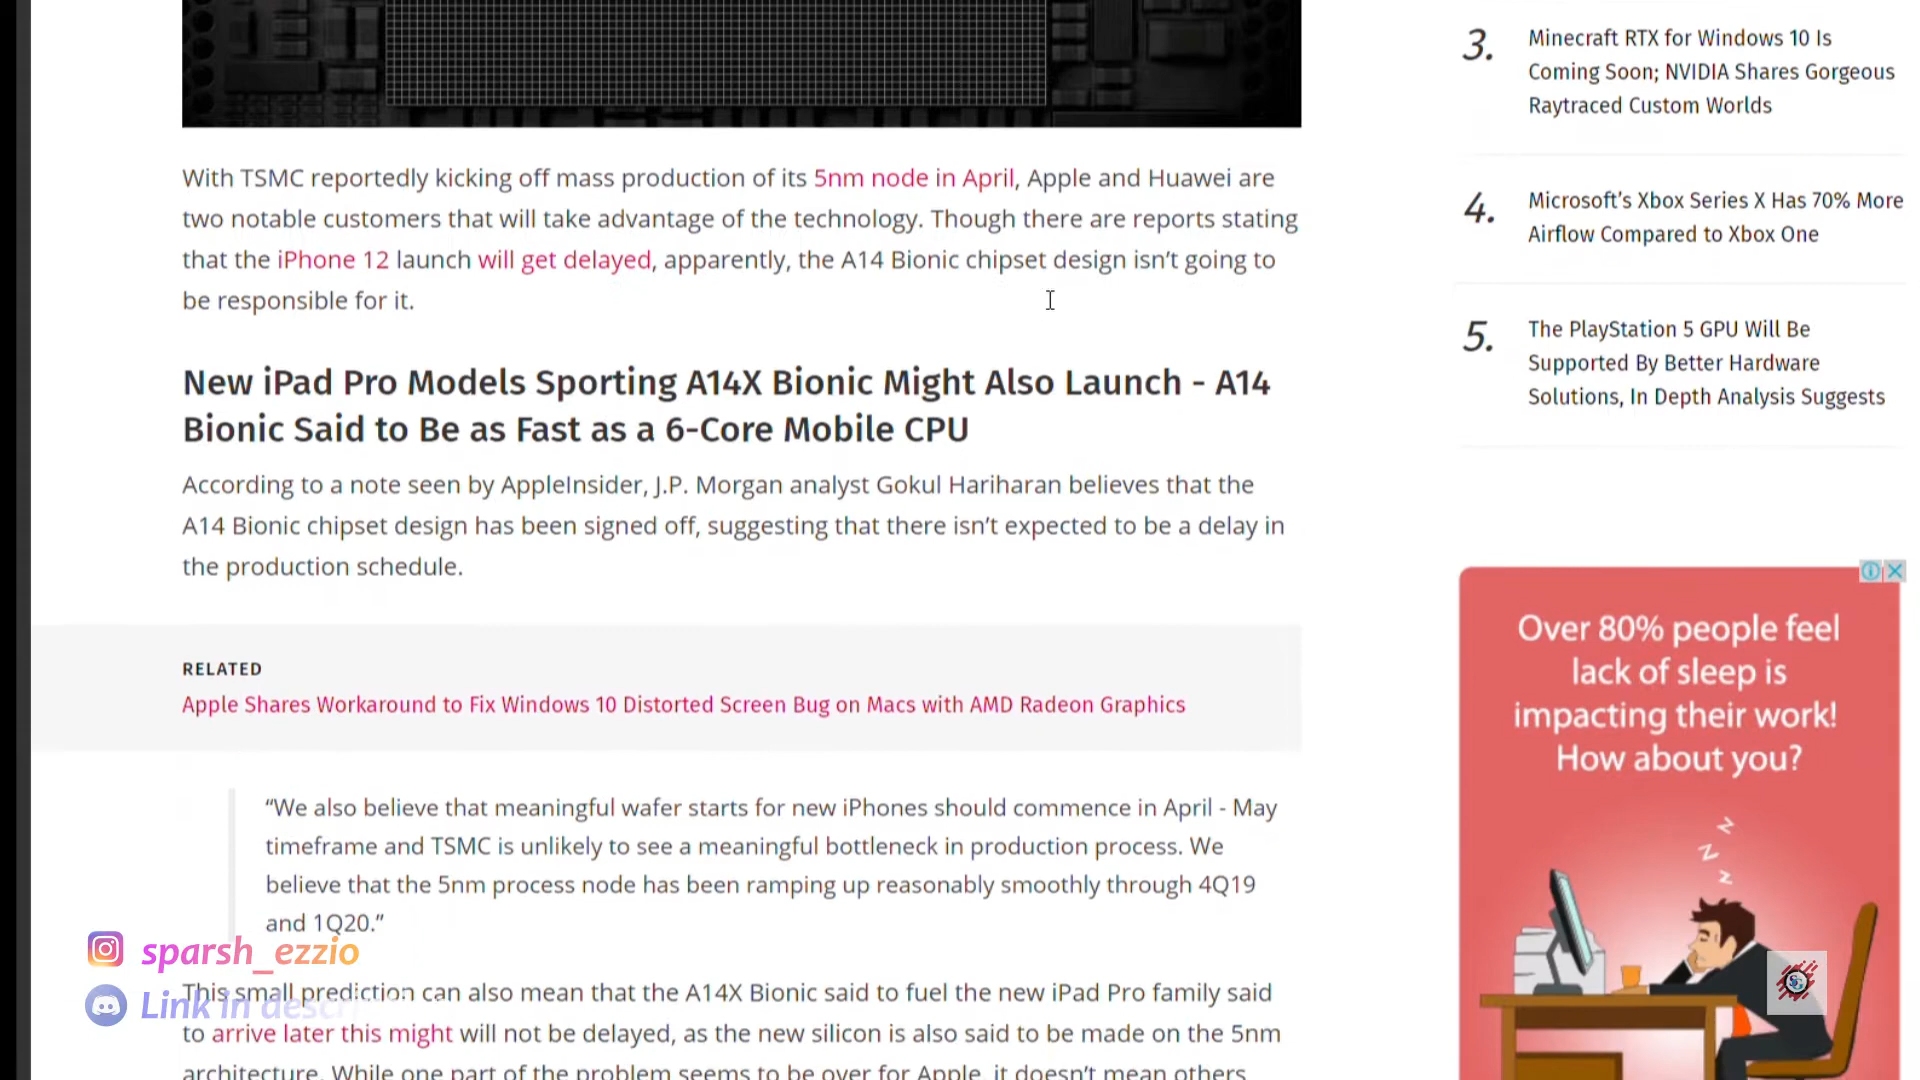 With TSMC reportedly kicking off mass production of its 5nm node in April, Apple and Huawei are
two notable customers that will take advantage of the technology. Though there are reports stating
that the iPhone 12 launch will get delayed, apparently, the A14 Bionic chipset design isn’t going to
be responsible for it.
New iPad Pro Models Sporting A14X Bionic Might Also Launch - A14
Bionic Said to Be as Fast as a 6-Core Mobile CPU
According to a note seen by AppleInsider, J.P. Morgan analyst Gokul Hariharan believes that the
A14 Bionic chipset design has been signed off, suggesting that there isn’t expected to be a delay in
the production schedule.
RELATED
Apple Shares Workaround to Fix Windows 10 Distorted Screen Bug on Macs with AMD Radeon Graphics
“We also believe that meaningful wafer starts for new iPhones should commence in April - May
timeframe and TSMC is unlikely to see a meaningful bottleneck in production process. We
believe that the 5nm process node has been ramping up reasonably smoothly through 4Q19
and 1Q20.”
This small prediction can also mean that the A14X Bionic said to fuel the new iPad Pro family said
to arrive later this might will not be delayed, as the new silicon is also said to be made on the 5nm
architecture. While one part of the problem seems to be over for Apple, it doesn’t mean others
sparsh_ezzio
Link in descr
3.
Minecraft RTX for Windows 10 Is
Coming Soon; NVIDIA Shares Gorgeous
Raytraced Custom Worlds
4.
Microsoft’s Xbox Series X Has 70% More
Airflow Compared to Xbox One
5.
The PlayStation 5 GPU Will Be
Supported By Better Hardware
Solutions, In Depth Analysis Suggests
Over 80% people feel
lack of sleep is
impacting their work!
How about you?
z
z
z